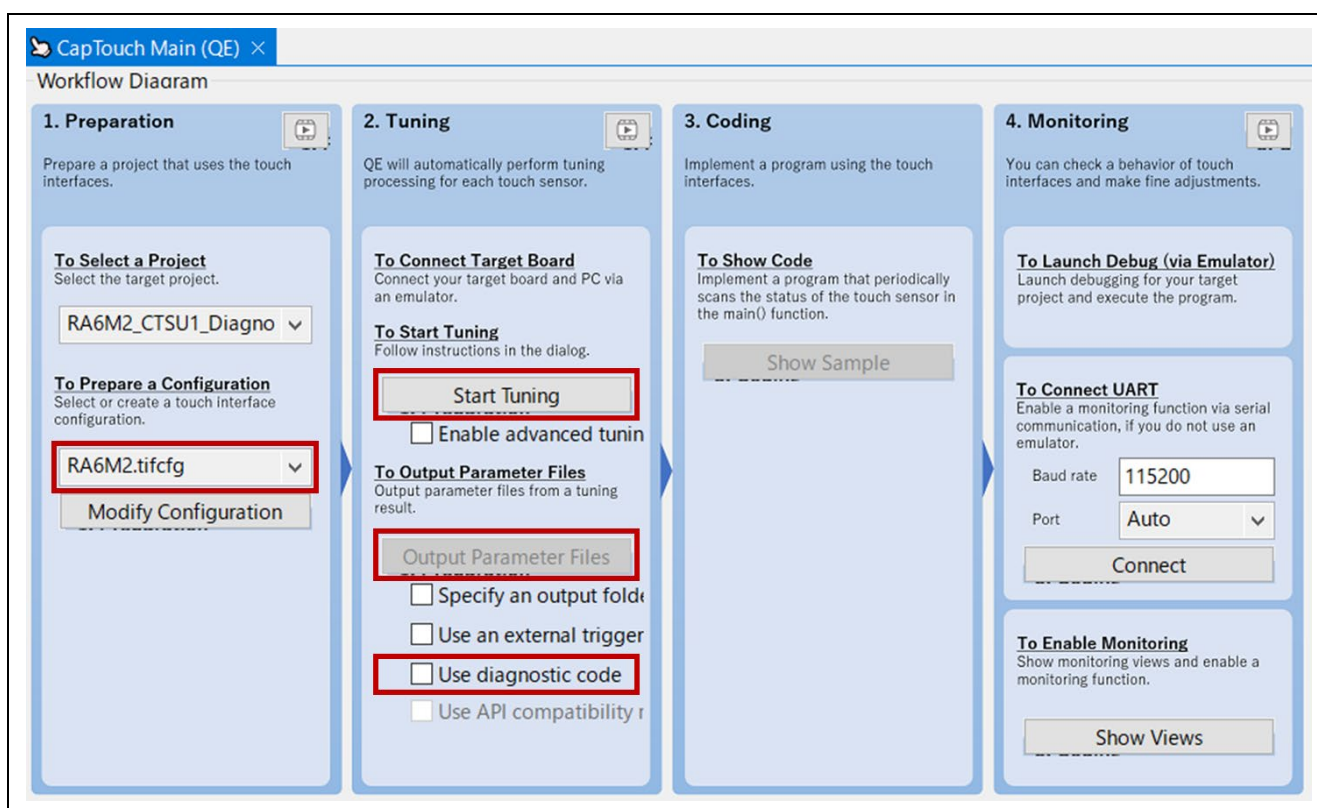 CapTouch Main (QE)
Workflow Diagram
1. Preparation
Prepare a project that uses the touch
interfaces.
To Select a Project
Select the target project.
RA6M2_CTSU1_Diagno
To Prepare a Configuration
Select or create a touch interface
configuration.
RA6M2.tifcfg
Modify Configuration
2. Tuning
QE will automatically perform tuning
processing for each touch sensor.
To Connect Target Board
Connect your target board and PC via
an emulator.
To Start Tuning
Follow instructions in the dialog.
Start Tuning
Enable advanced tunin
To Output Parameter Files
Output parameter files from a tuning
result.
Output Parameter Files
Specify an output folde
Use an external trigger
Use diagnostic code
Use API compatibility
3. Coding
Implement a program using the touch
interfaces.
To Show Code
Implement a program that periodically
scans the status of the touch sensor in
the main() function.
Show Sample
4. Monitoring
You can check a behavior of touch
interfaces and make fine adjustments.
To Launch Debug (via Emulator)
Launch debugging for your target
project and execute the program.
To Connect UART
Enable a monitoring function via serial
communication, if you do not use an
emulator.
Baud rate 115200
Port Auto
Connect
To Enable Monitoring
Show monitoring views and enable a
monitoring function.
Show Views